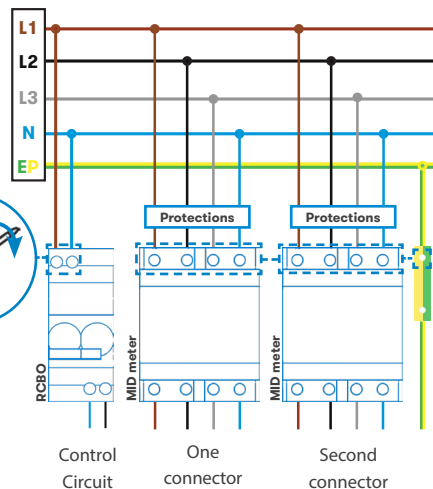 L1
L2
L3
N
EP
Protections
Protections
RCBO
MID meter
MID meter
Control
Circuit
One
connector
Second
connector